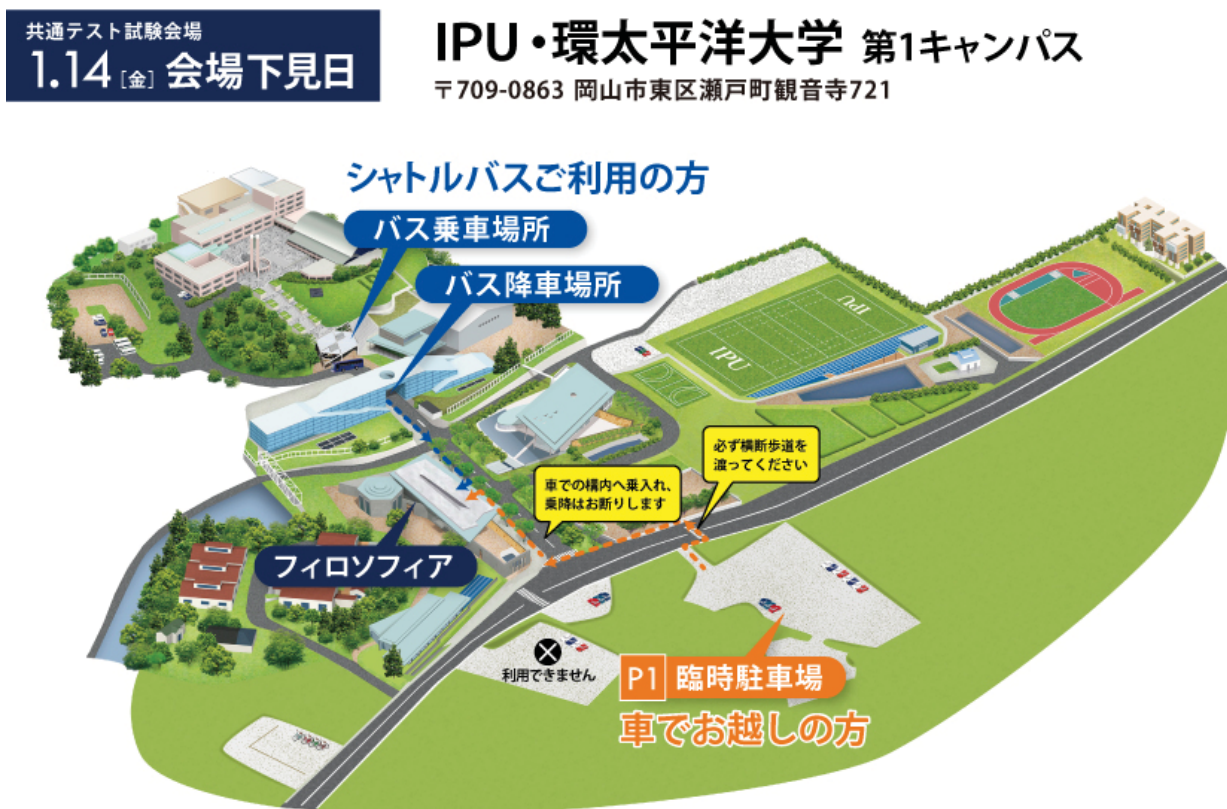 共通テスト試験会場
1.14 [金] 会場下見日
IPU・環太平洋大学 第1キャンパス
〒709-0863 岡山市東区瀬戸町観音寺721
シャトルバスご利用の方
バス乗車場所
バス降車場所
IPU
IPU
必ず横断歩道を
渡ってください
車での構内へ乗入れ、
乗降はお断りします
フィロソフィア
利用できません
P1 臨時駐車場
車でお越しの方